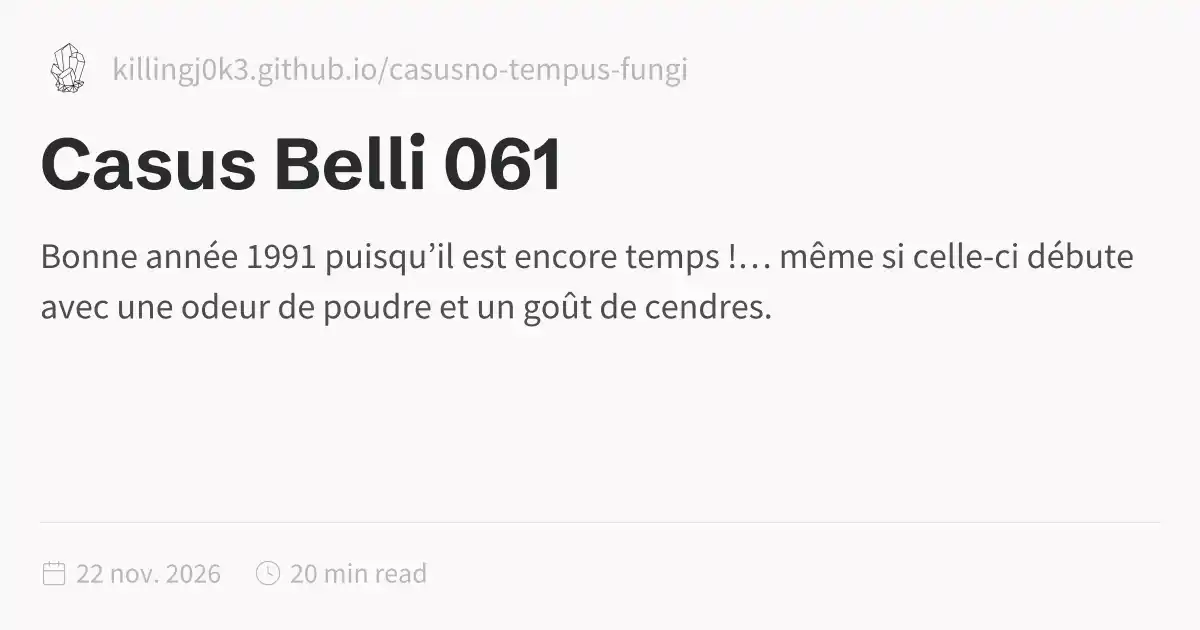 killingj0k3.github.io/casusno-tempus-fungi
Casus Belli 061
Bonne année 1991 puisqu’il est encore temps !… même si celle-ci débute
avec une odeur de poudre et un goût de cendres.
22 nov. 2026 20 min read